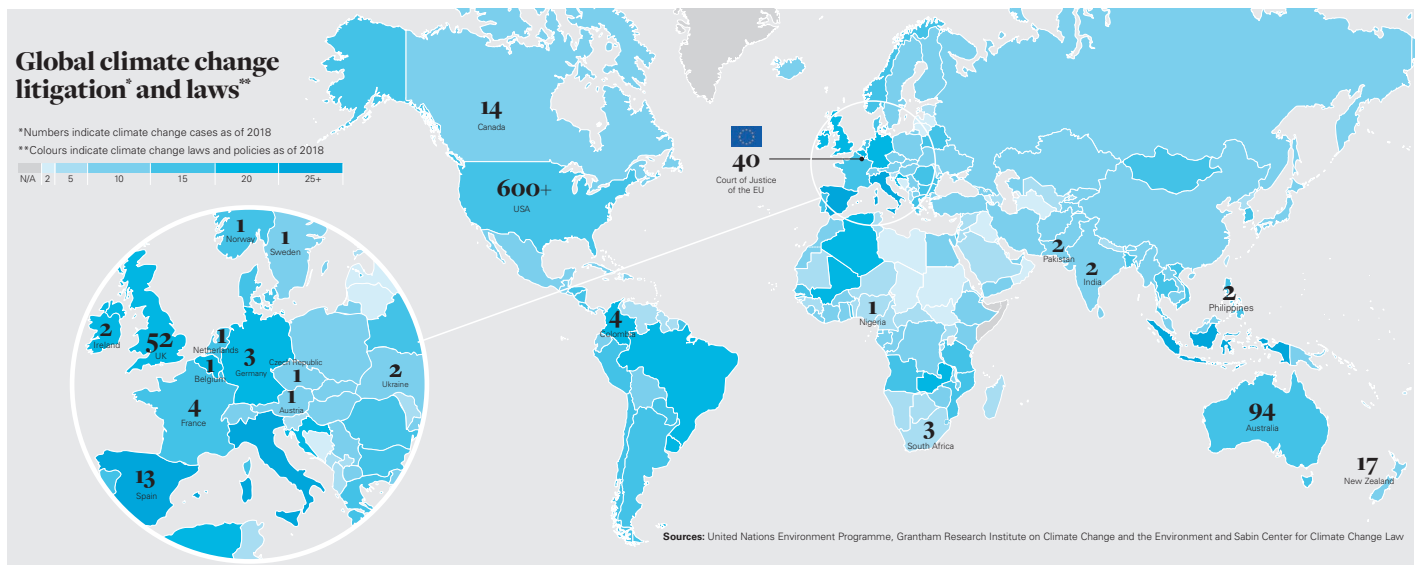 Global climate change
litigation* and laws**
*Numbers indicate climate change cases as of 2018
**Colours indicate climate change laws and policies as of 2018
N/A 2 5 10 15 20 25+
14
Canada
600+
USA
40
Court of Justice
of the EU
2
Pakistan
2
India
2
Philippines
1
Nigeria
4
Colombia
3
South Africa
94
Australia
17
New Zealand
1
Norway
1
Sweden
2
Ireland
52
UK
1
Netherlands
1
Belgium
3
Germany
Czech Republic
1
1
Austria
2
Ukraine
4
France
13
Spain
Sources: United Nations Environment Programme, Grantham Research Institute on Climate Change and the Environment and Sabin Center for Climate Change Law